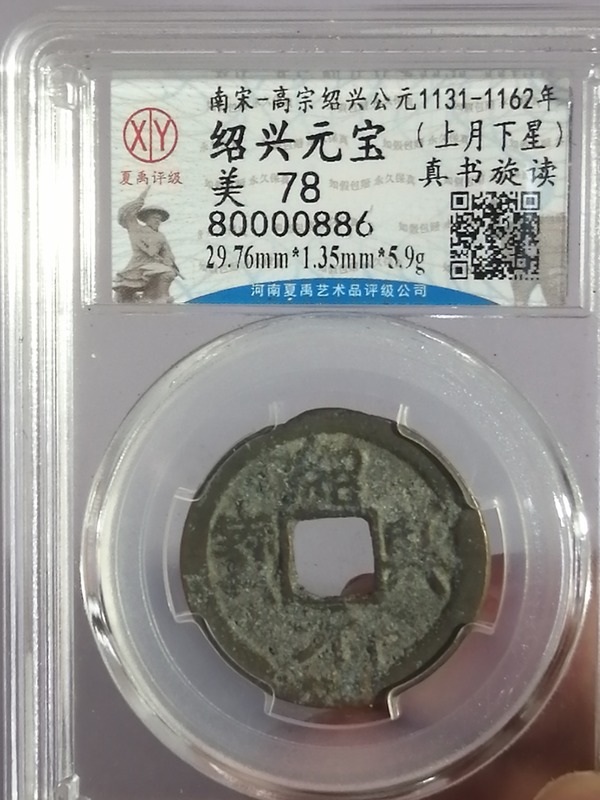 南宋-高宗绍兴公元1131-1162年
绍兴元宝
(上月下星)
真书旋读
XY
夏禹评级
美 78
80000886
29.76mm*1.35mm*5.9g
河南夏禹艺术品评级公司
绍
元